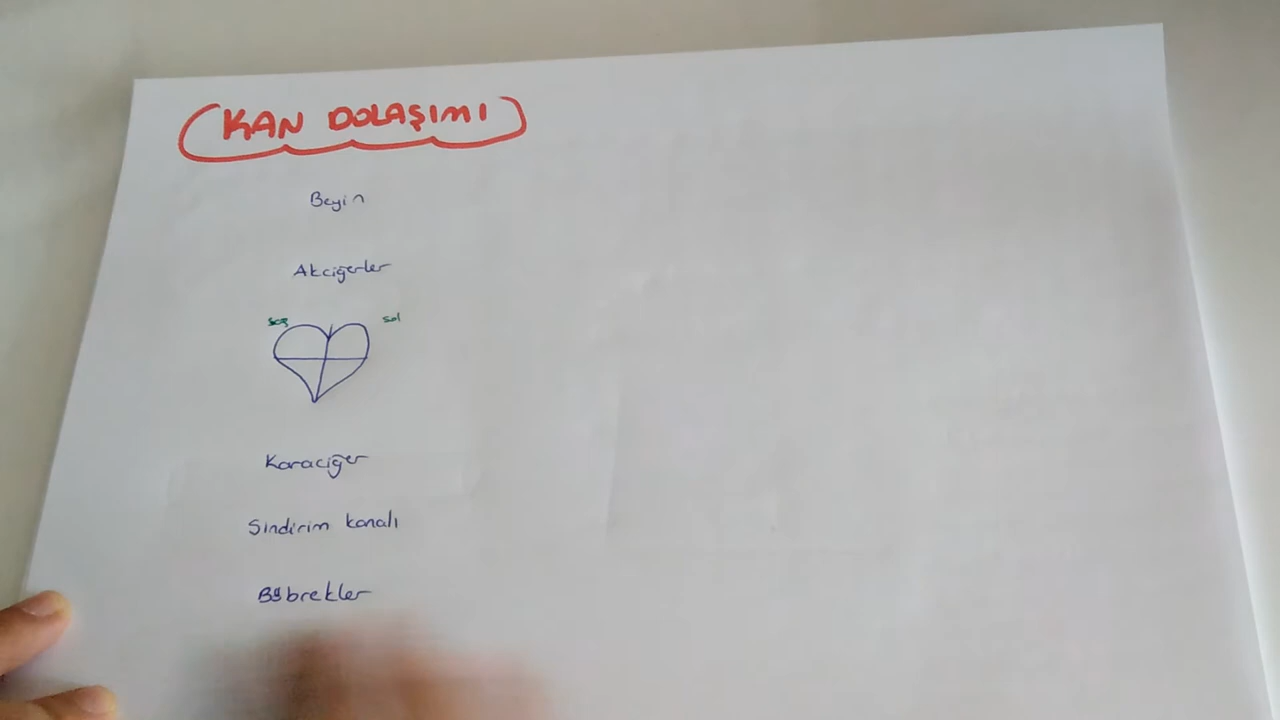 KAN DOLAŞIMI
Beyin
Akciğerler
sağ sol
Karaciğer
Sindirim kanalı
Böbrekler